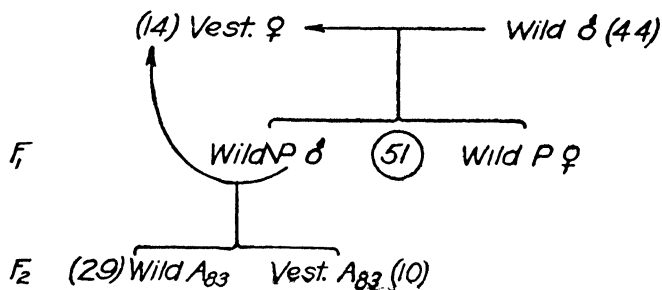 (14) Vest. ♀ Wild ♂ (44)
F₁ Wild P ♂ 51 Wild P ♀
F₂ (29) Wild A₈₃ Vest. A₈₃ (10)